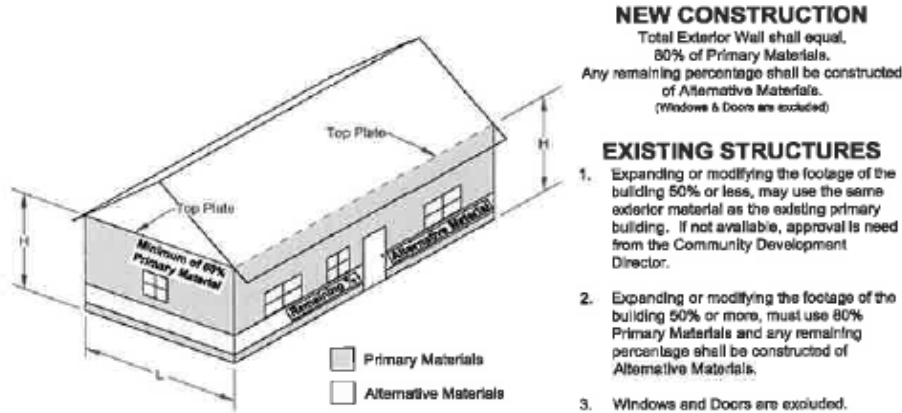 NEW CONSTRUCTION
Total Exterior Wall shall equal,
80% of Primary Materials.
Any remaining percentage shall be constructed
of Alternative Materials.
(Windows & Doors are excluded)
EXISTING STRUCTURES
1. Expanding or modifying the footage of the
building 50% or less, may use the same
exterior material as the existing primary
building. If not available, approval is need
from the Community Development
Director.
2. Expanding or modifying the footage of the
building 50% or more, must use 80%
Primary Materials and any remaining
percentage shall be constructed of
Alternative Materials.
3. Windows and Doors are excluded.
Top Plate
H
Top Plate
H
Minimum of 80%
Primary Material
Remaining %
Alternative Material
L
Primary Materials
Alternative Materials